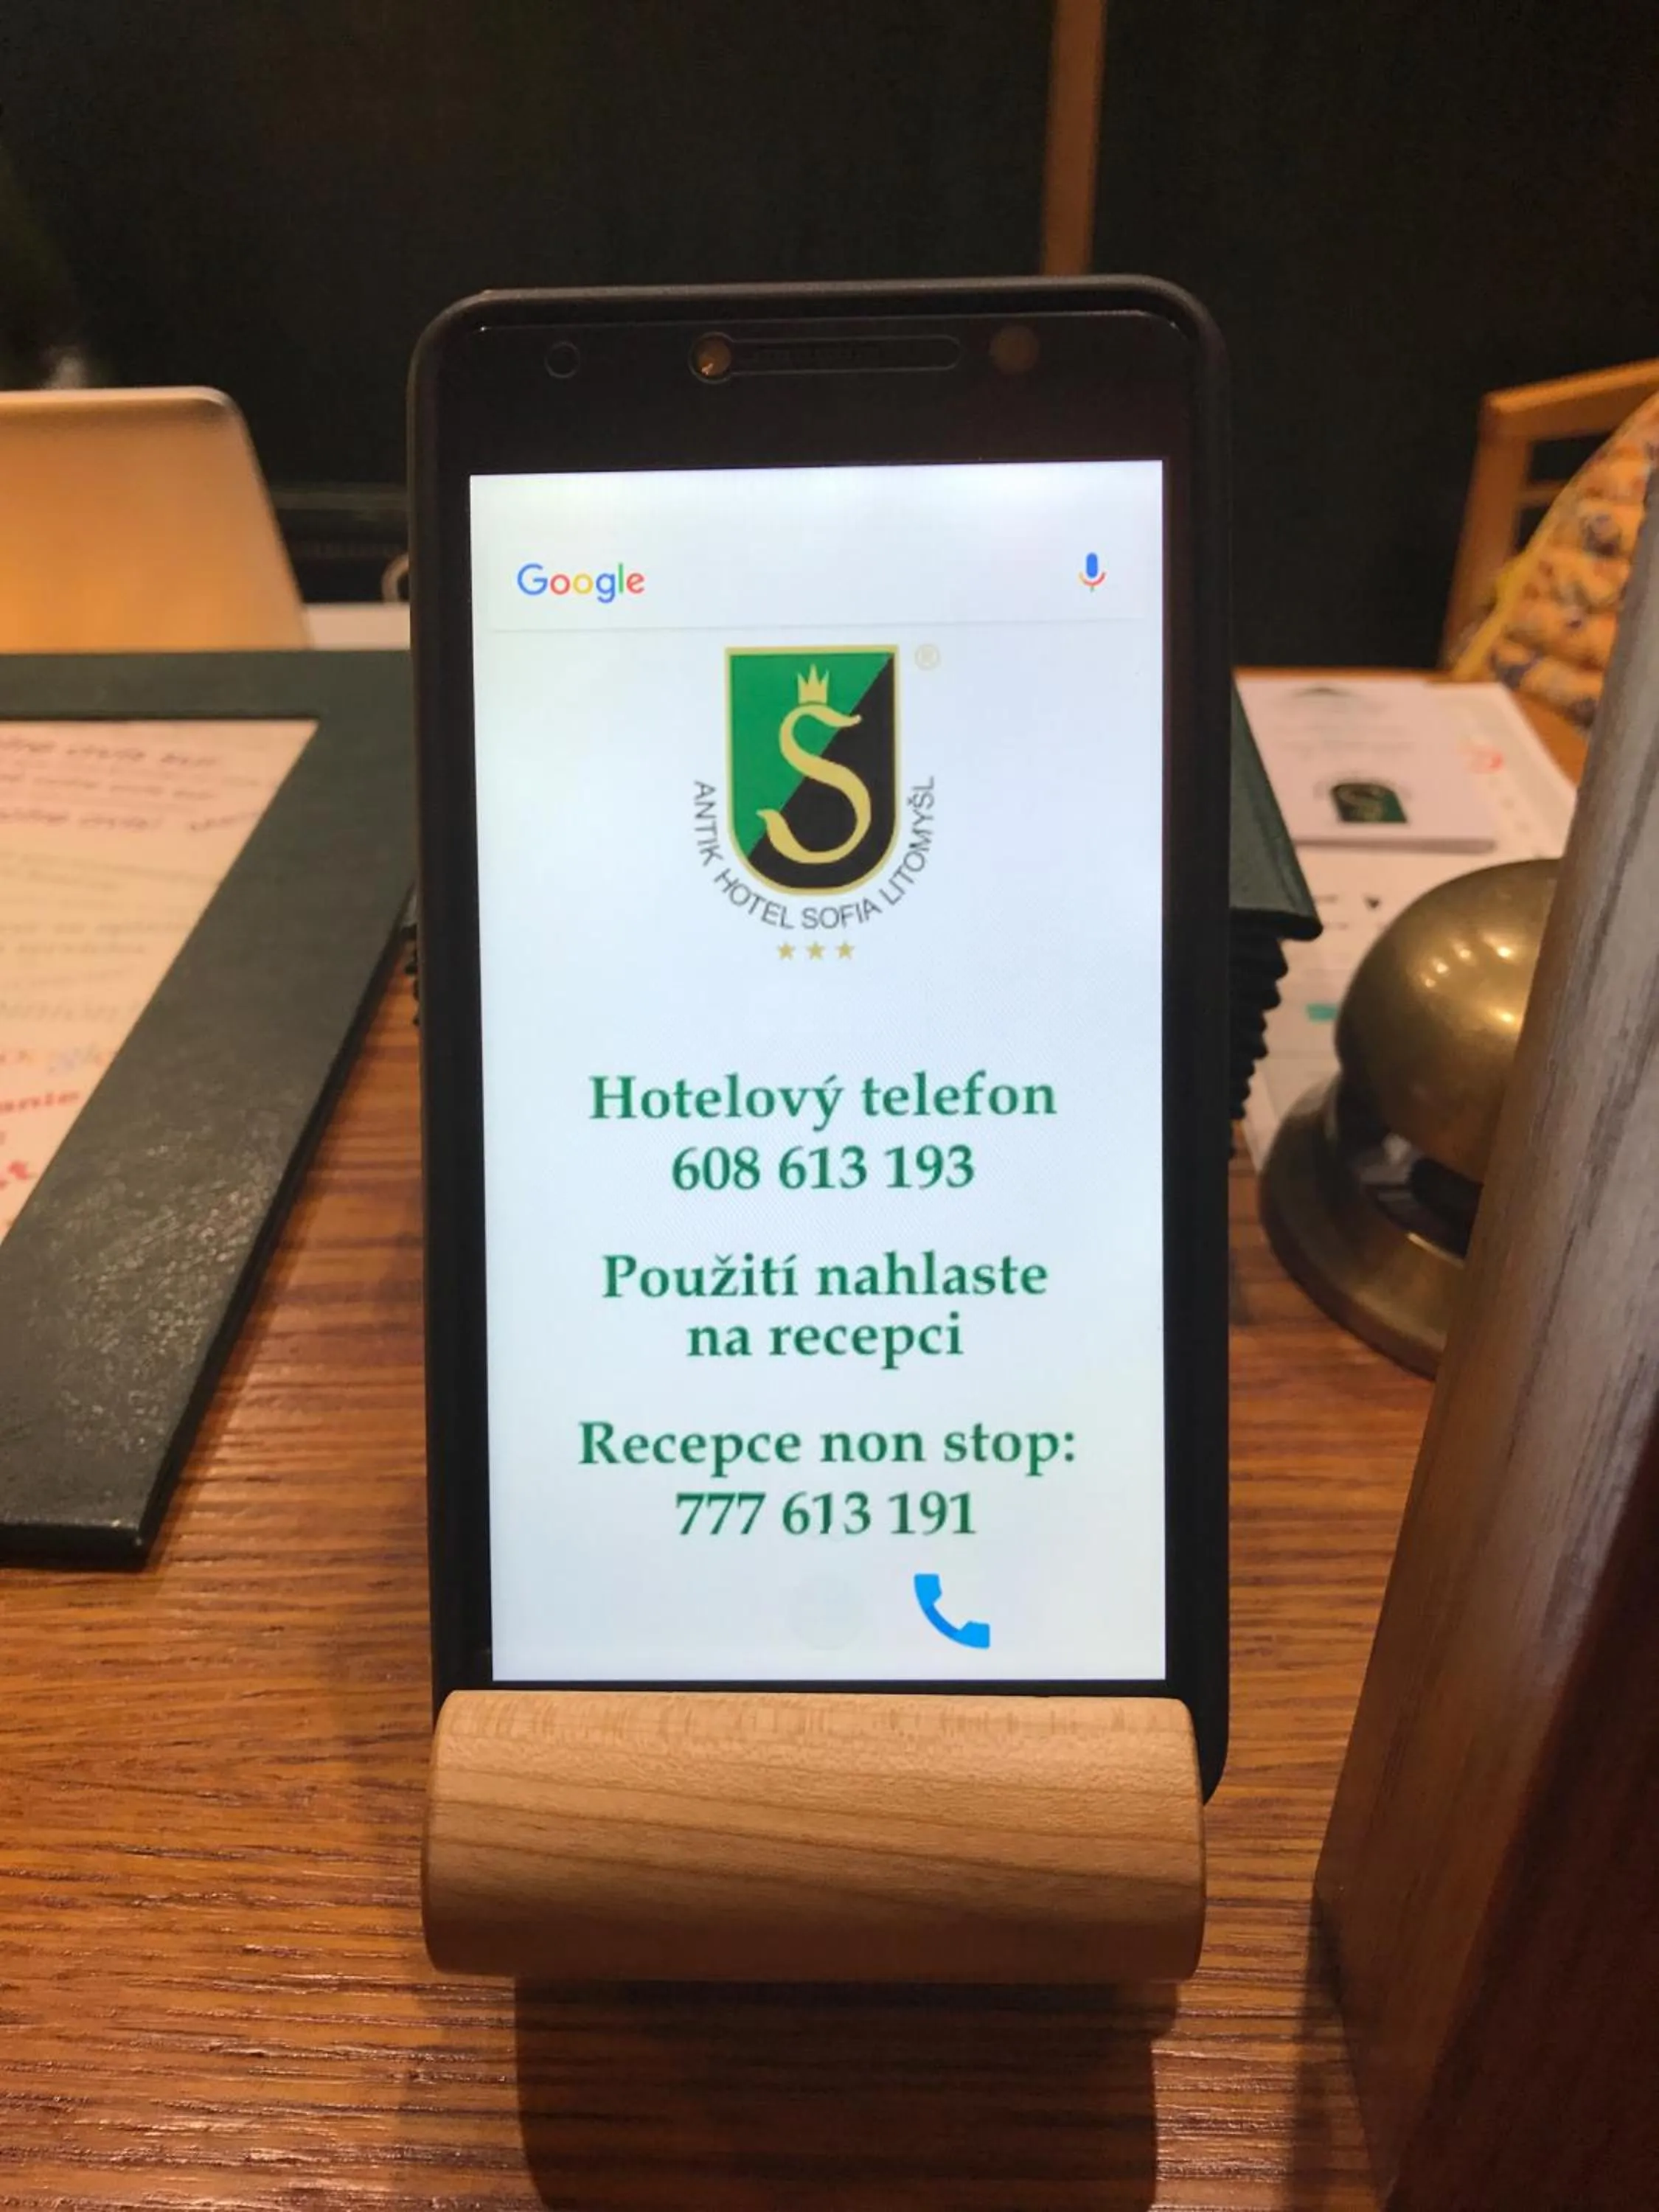 Google
®
S
ANTIK HOTEL SOFIA LITOMYŠL
Hotelový telefon
608 613 193
Použití nahlaste
na recepci
Recepce non stop:
777 613 191